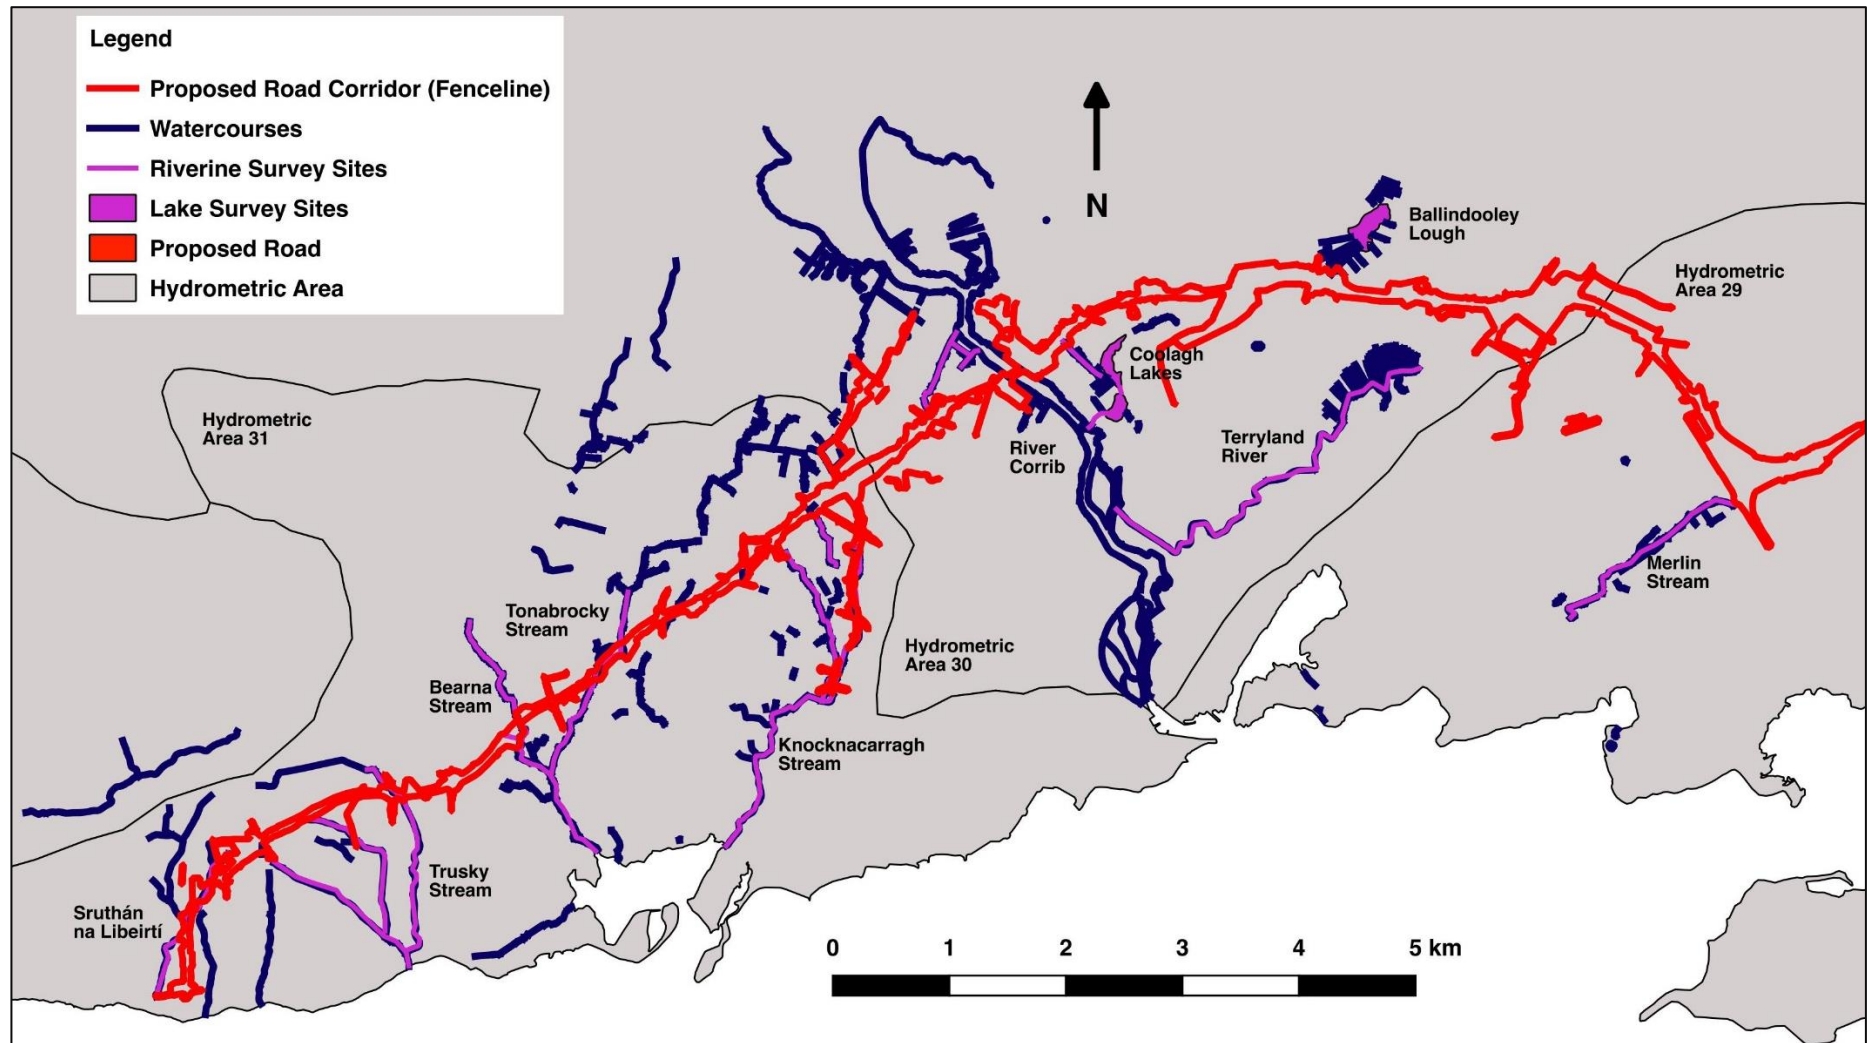 Legend
Proposed Road Corridor (Fenceline)
Watercourses
Riverine Survey Sites
Lake Survey Sites
Proposed Road
Hydrometric Area
N
Ballindooley
Lough
Hydrometric
Area 29
Coolagh
Lakes
Hydrometric
Area 31
River
Corrib
Terryland
River
Merlin
Stream
Tonabrocky
Stream
Hydrometric
Area 30
Bearna
Stream
Knocknacarragh
Stream
Trusky
Stream
Sruthán
na Libeirtí
0 1 2 3 4 5 km